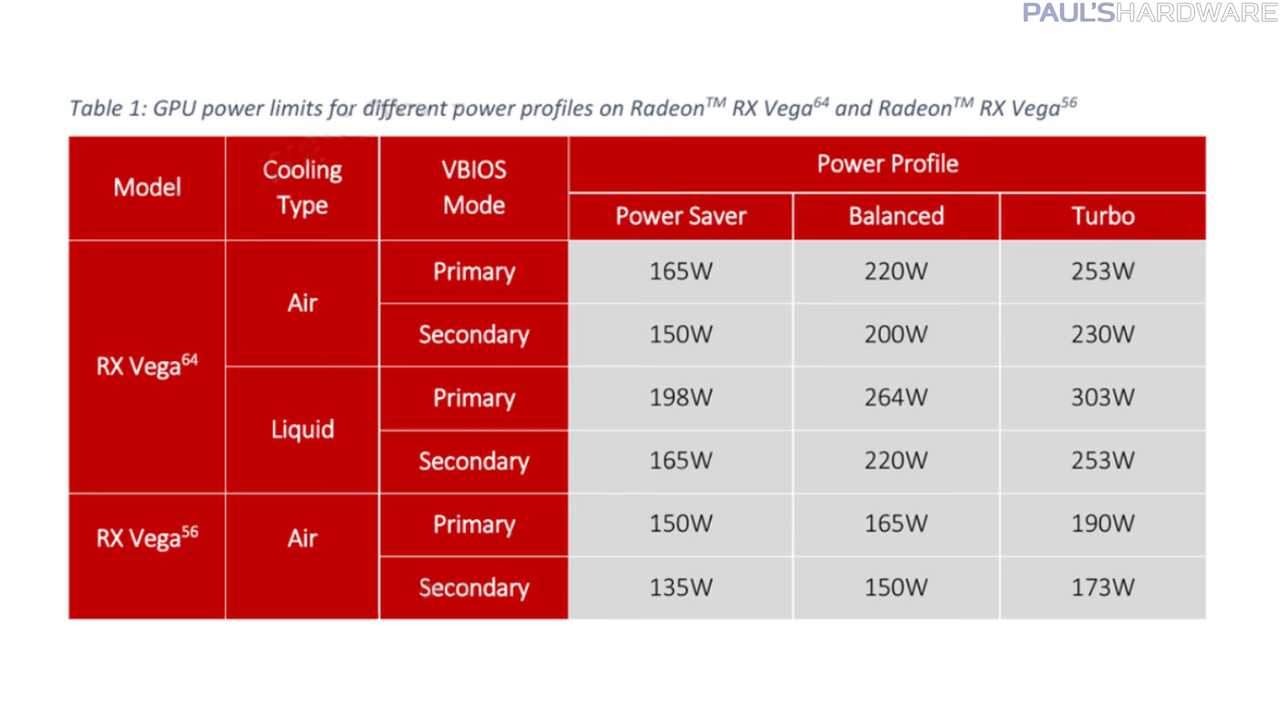 PAUL'SHARDWARE
Table 1: GPU power limits for different power profiles on Radeon™ RX Vega⁶⁴ and Radeon™ RX Vega⁵⁶
Model Cooling Type VBIOS Mode Power Profile
Power Saver Balanced Turbo
RX Vega⁶⁴ Air Primary 165W 220W 253W
Secondary 150W 200W 230W
Liquid Primary 198W 264W 303W
Secondary 165W 220W 253W
RX Vega⁵⁶ Air Primary 150W 165W 190W
Secondary 135W 150W 173W